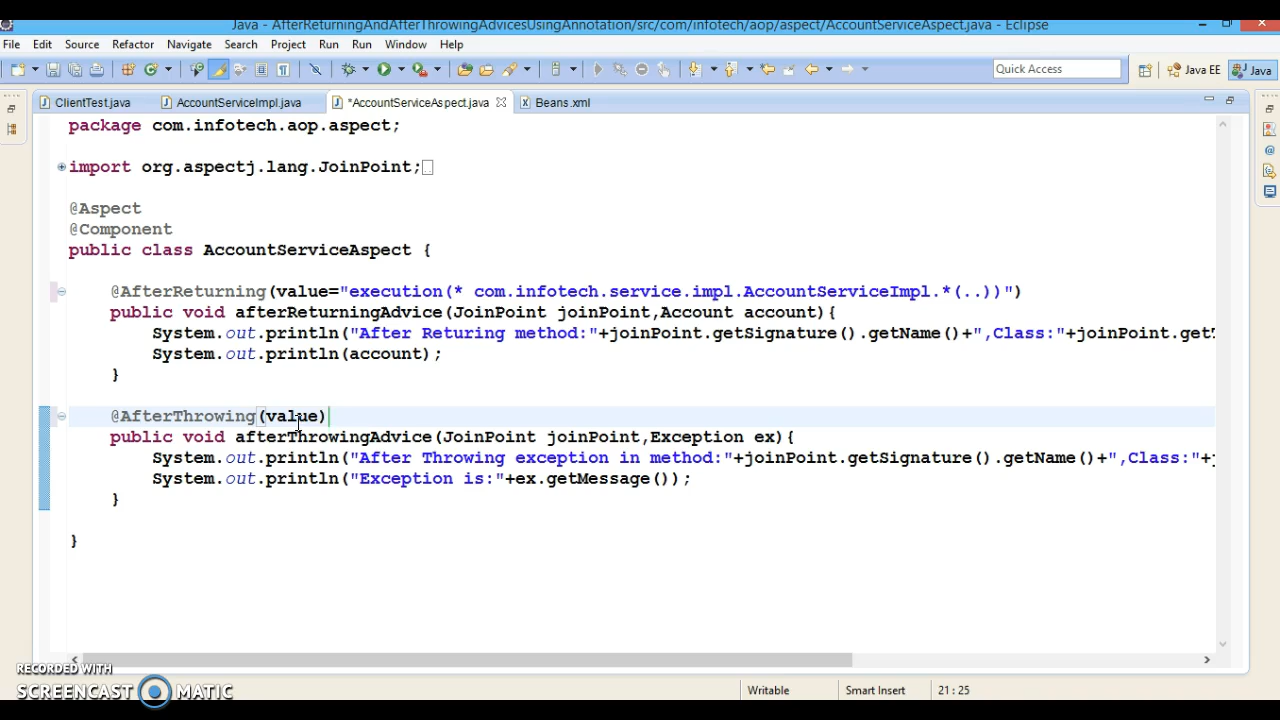 Java - AfterReturningAndAfterThrowingAdvicesUsingAnnotation/src/com/infotech/aop/aspect/AccountServiceAspect.java - Eclipse
File Edit Source Refactor Navigate Search Project Run Run Window Help
Quick Access Java EE Java
ClientTest.java AccountServiceImpl.java *AccountServiceAspect.java Beans.xml
package com.infotech.aop.aspect;
import org.aspectj.lang.JoinPoint;
@Aspect
@Component
public class AccountServiceAspect {
@AfterReturning(value="execution(* com.infotech.service.impl.AccountServiceImpl.*(..))")
public void afterReturningAdvice(JoinPoint joinPoint,Account account){
System.out.println("After Returing method:"+joinPoint.getSignature().getName()+",Class:"+joinPoint.get
System.out.println(account);
}
@AfterThrowing(value)
public void afterThrowingAdvice(JoinPoint joinPoint,Exception ex){
System.out.println("After Throwing exception in method:"+joinPoint.getSignature().getName()+",Class:"+
System.out.println("Exception is:"+ex.getMessage());
}
}
RECORDED WITH
SCREENCAST MATIC
Writable Smart Insert 21 : 25